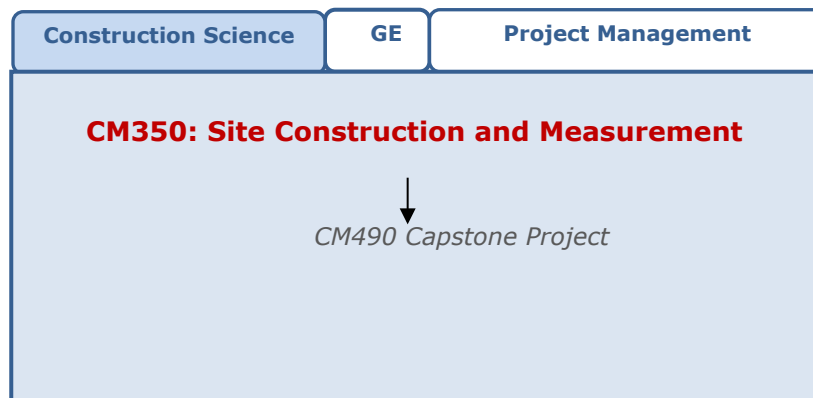 Construction Science
GE
Project Management
CM350: Site Construction and Measurement
CM490 Capstone Project